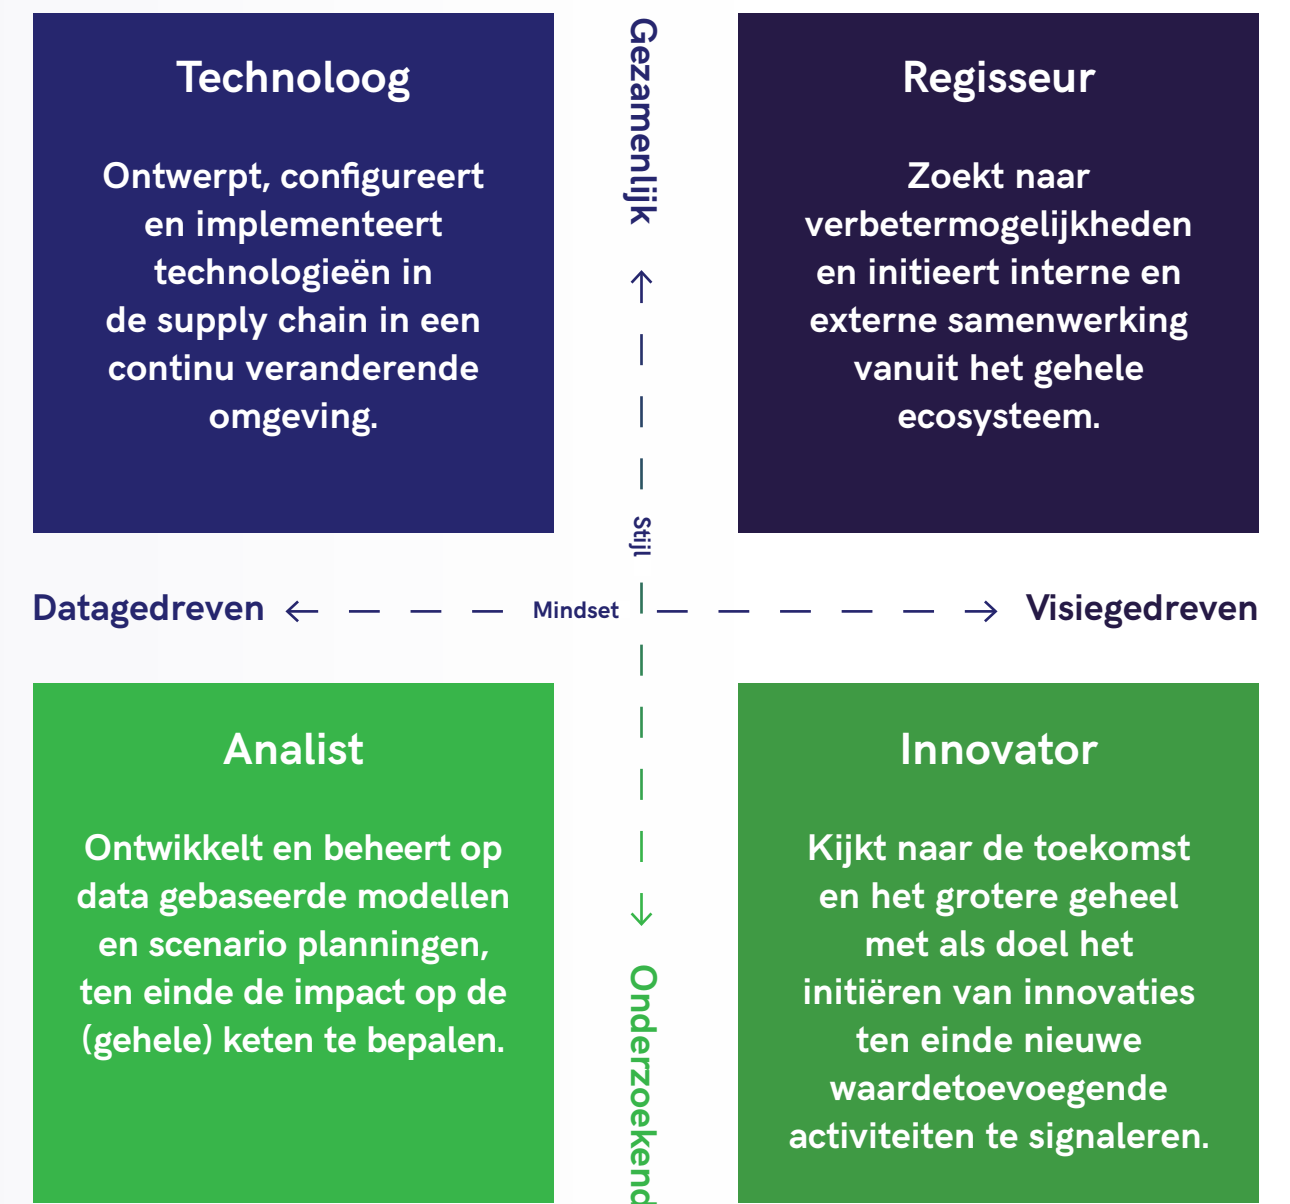 Technoloog
Ontwerpt, configureert
en implementeert
technologieën in
de supply chain in een
continu veranderende
omgeving.
Gezamenlijk
Regisseur
Zoekt naar
verbetermogelijkheden
en initieert interne en
externe samenwerking
vanuit het gehele
ecosysteem.
Stijl
Datagedreven
Mindset
Visiegedreven
Analist
Ontwikkelt en beheert op
data gebaseerde modellen
en scenario planningen,
ten einde de impact op de
(gehele) keten te bepalen.
Onderzoekend
Innovator
Kijkt naar de toekomst
en het grotere geheel
met als doel het
initiëren van innovaties
ten einde nieuwe
waardetoevoegende
activiteiten te signaleren.